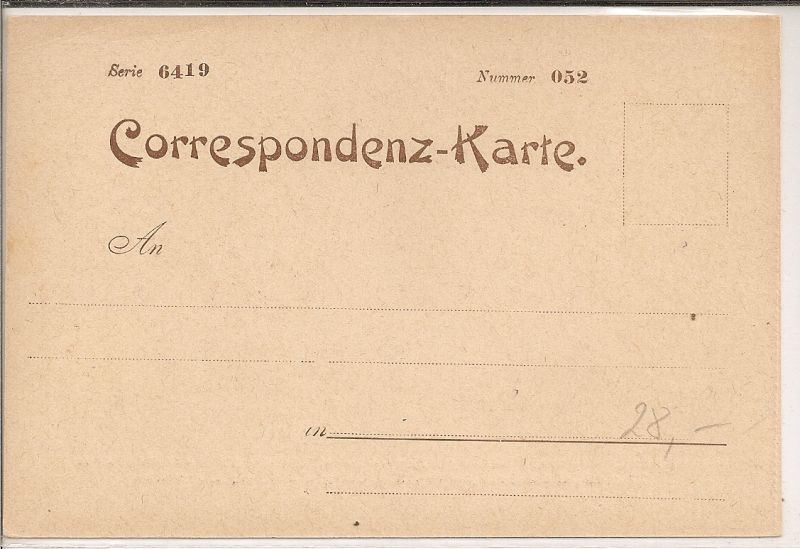 Serie 6419 Nummer 052
Correspondenz-Karte.
An
in
28,-